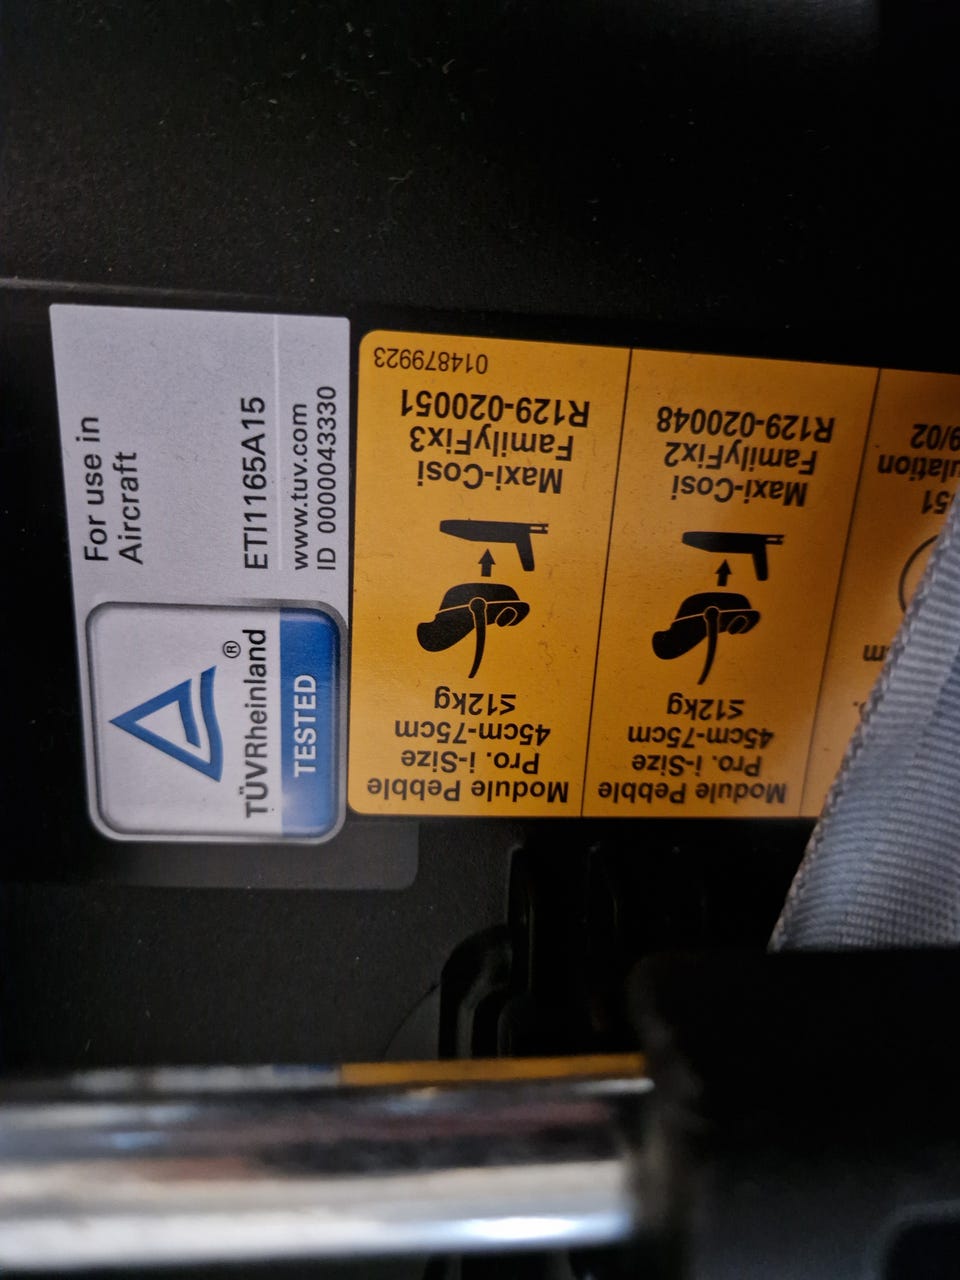 For use in
Aircraft
ETI1165A15
www.tuv.com
ID 0000043330
TÜVRheinland®
TESTED
Module Pebble
Pro. i-Size
45cm-75cm
≤12kg
Maxi-Cosi
FamilyFix2
R129-020048
Module Pebble
Pro. i-Size
45cm-75cm
≤12kg
Maxi-Cosi
FamilyFix3
R129-020051
014879923